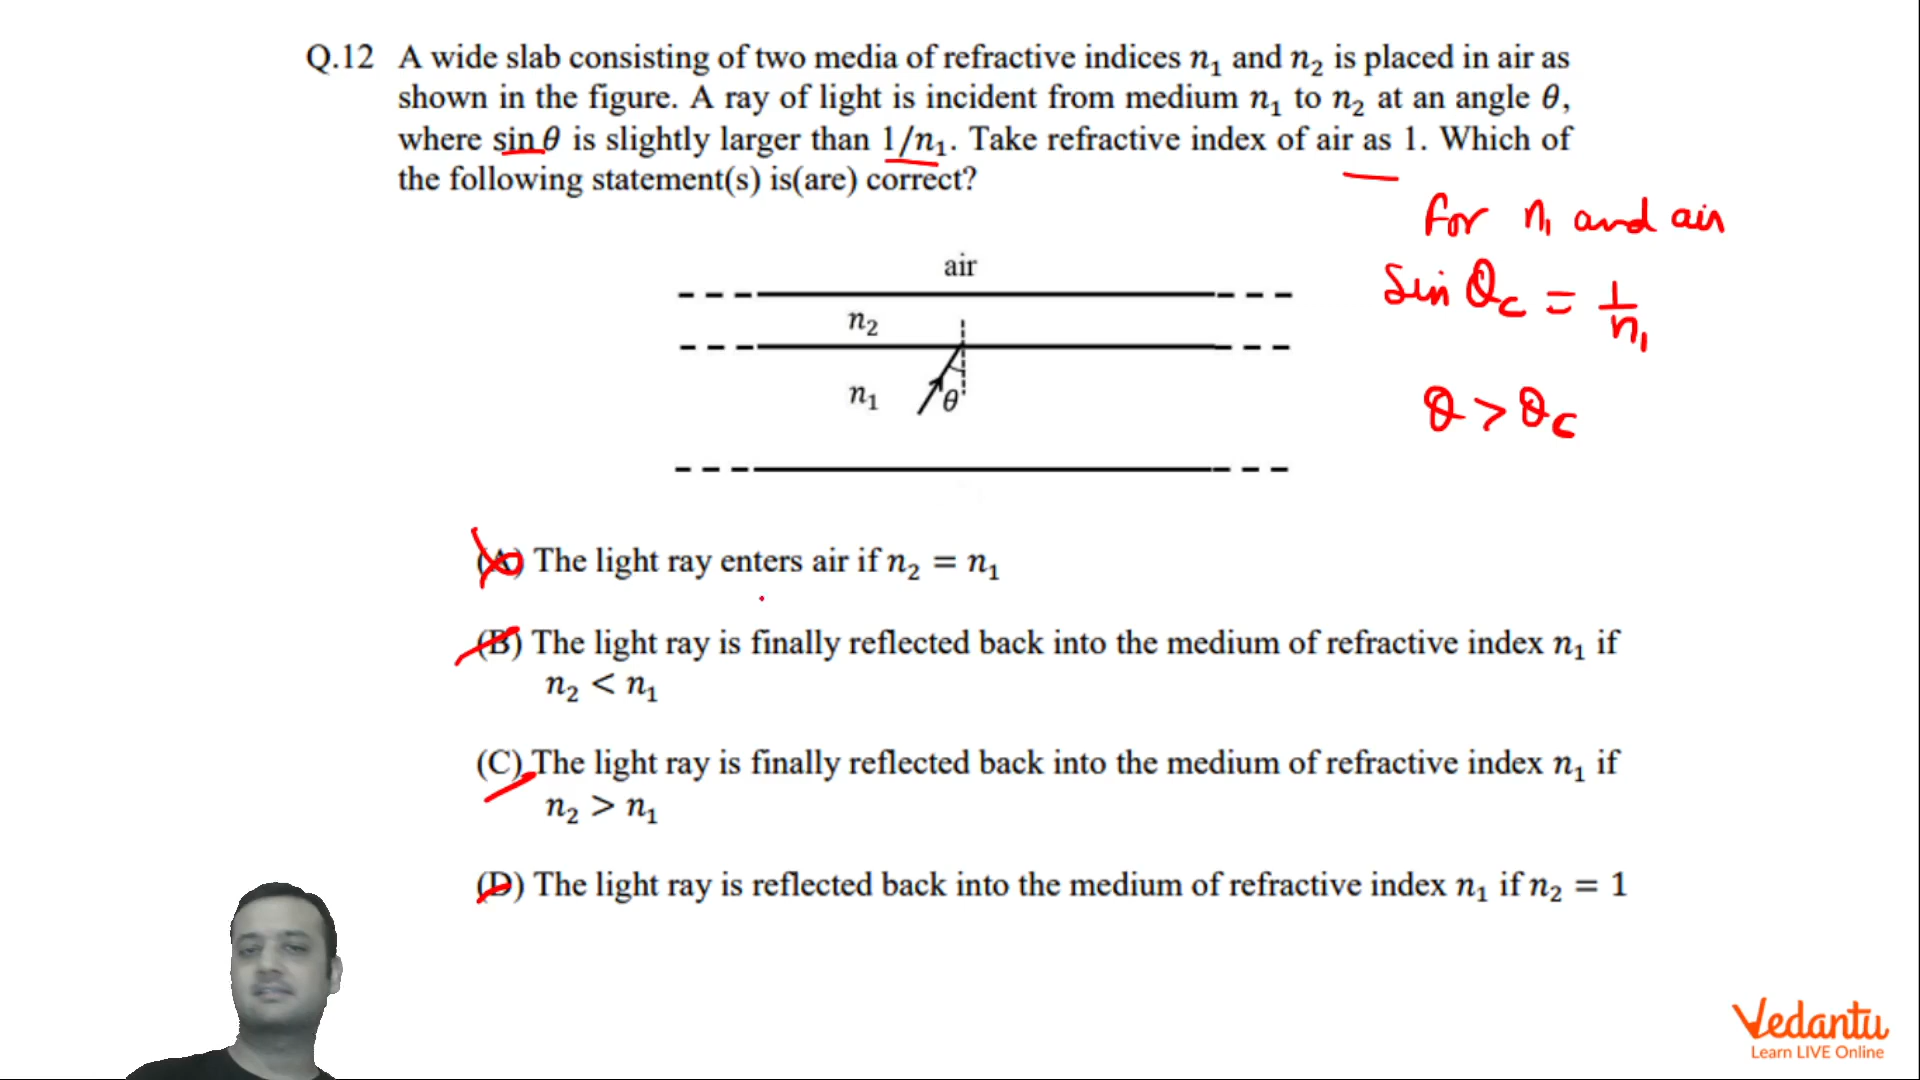 Q.12 A wide slab consisting of two media of refractive indices n₁ and n₂ is placed in air as
shown in the figure. A ray of light is incident from medium n₁ to n₂ at an angle θ,
where sin θ is slightly larger than 1/n₁. Take refractive index of air as 1. Which of
the following statement(s) is(are) correct?
for n₁ and air
Sin θc = 1/n₁
θ > θc
air
n₂
n₁
θ
(A) The light ray enters air if n₂ = n₁
(B) The light ray is finally reflected back into the medium of refractive index n₁ if
n₂ < n₁
(C) The light ray is finally reflected back into the medium of refractive index n₁ if
n₂ > n₁
(D) The light ray is reflected back into the medium of refractive index n₁ if n₂ = 1
Vedantu
Learn LIVE Online